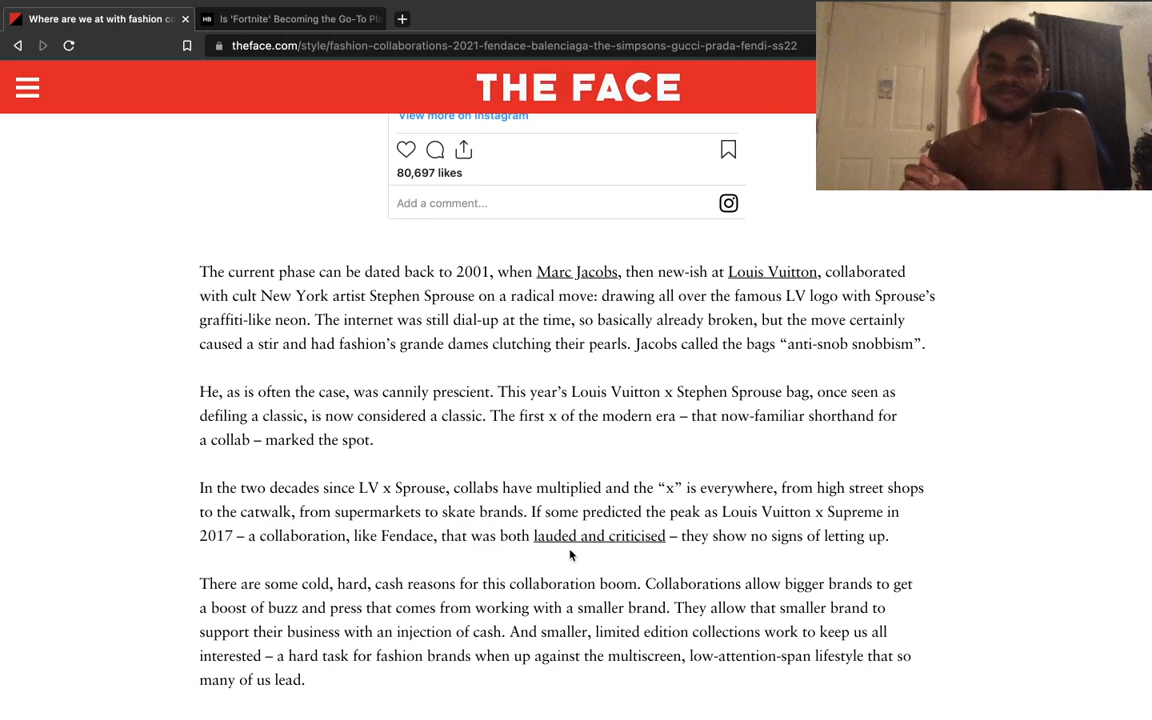 Where are we at with fashion co
Is 'Fortnite' Becoming the Go-To Pla
theface.com/style/fashion-collaborations-2021-fendace-balenciaga-the-simpsons-gucci-prada-fendi-ss22
THE FACE
View more on Instagram
80,697 likes
Add a comment...
The current phase can be dated back to 2001, when Marc Jacobs, then new-ish at Louis Vuitton, collaborated
with cult New York artist Stephen Sprouse on a radical move: drawing all over the famous LV logo with Sprouse's
graffiti-like neon. The internet was still dial-up at the time, so basically already broken, but the move certainly
caused a stir and had fashion's grande dames clutching their pearls. Jacobs called the bags “anti-snob snobbism”.
He, as is often the case, was cannily prescient. This year's Louis Vuitton x Stephen Sprouse bag, once seen as
defiling a classic, is now considered a classic. The first x of the modern era – that now-familiar shorthand for
a collab – marked the spot.
In the two decades since LV x Sprouse, collabs have multiplied and the “x” is everywhere, from high street shops
to the catwalk, from supermarkets to skate brands. If some predicted the peak as Louis Vuitton x Supreme in
2017 – a collaboration, like Fendace, that was both lauded and criticised – they show no signs of letting up.
There are some cold, hard, cash reasons for this collaboration boom. Collaborations allow bigger brands to get
a boost of buzz and press that comes from working with a smaller brand. They allow that smaller brand to
support their business with an injection of cash. And smaller, limited edition collections work to keep us all
interested – a hard task for fashion brands when up against the multiscreen, low-attention-span lifestyle that so
many of us lead.